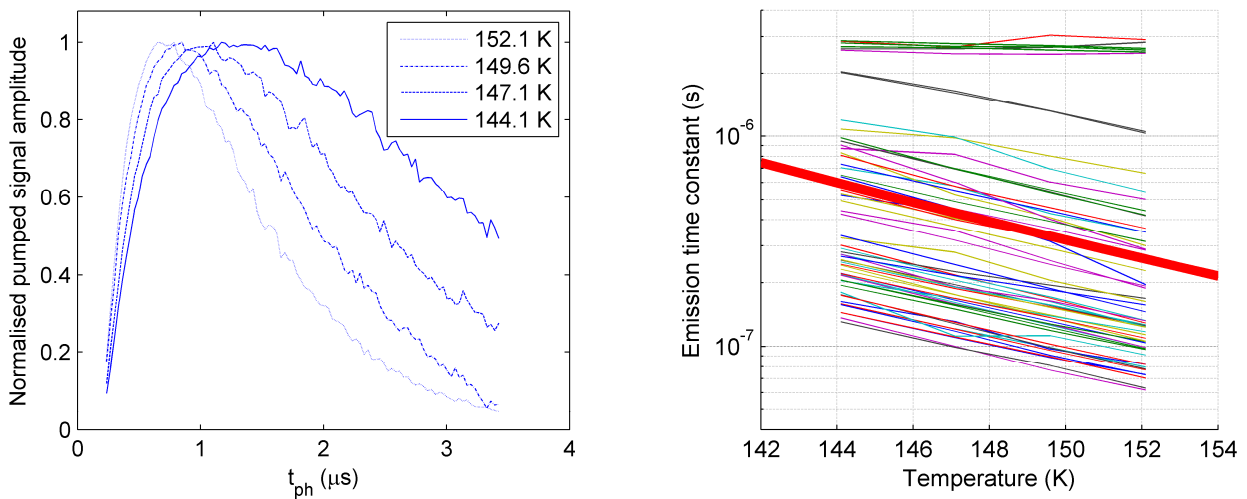 Normalised pumped signal amplitude
1
0.8
0.6
0.4
0.2
0
0 1 2 3 4
t_ph (μs)
152.1 K
149.6 K
147.1 K
144.1 K
Emission time constant (s)
10^-6
10^-7
142 144 146 148 150 152 154
Temperature (K)